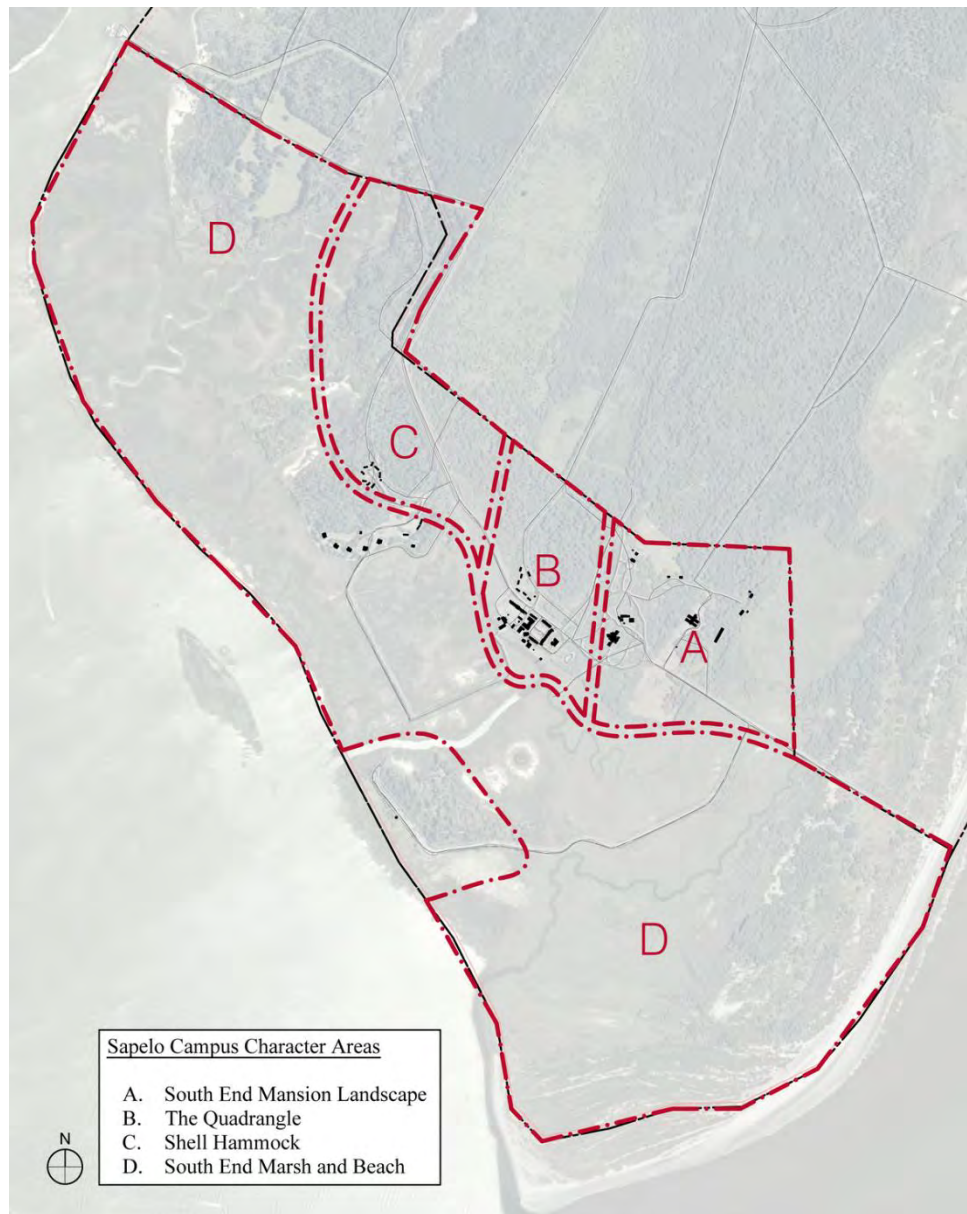 D
C
B
A
D
Sapelo Campus Character Areas
A. South End Mansion Landscape
B. The Quadrangle
C. Shell Hammock
D. South End Marsh and Beach
N